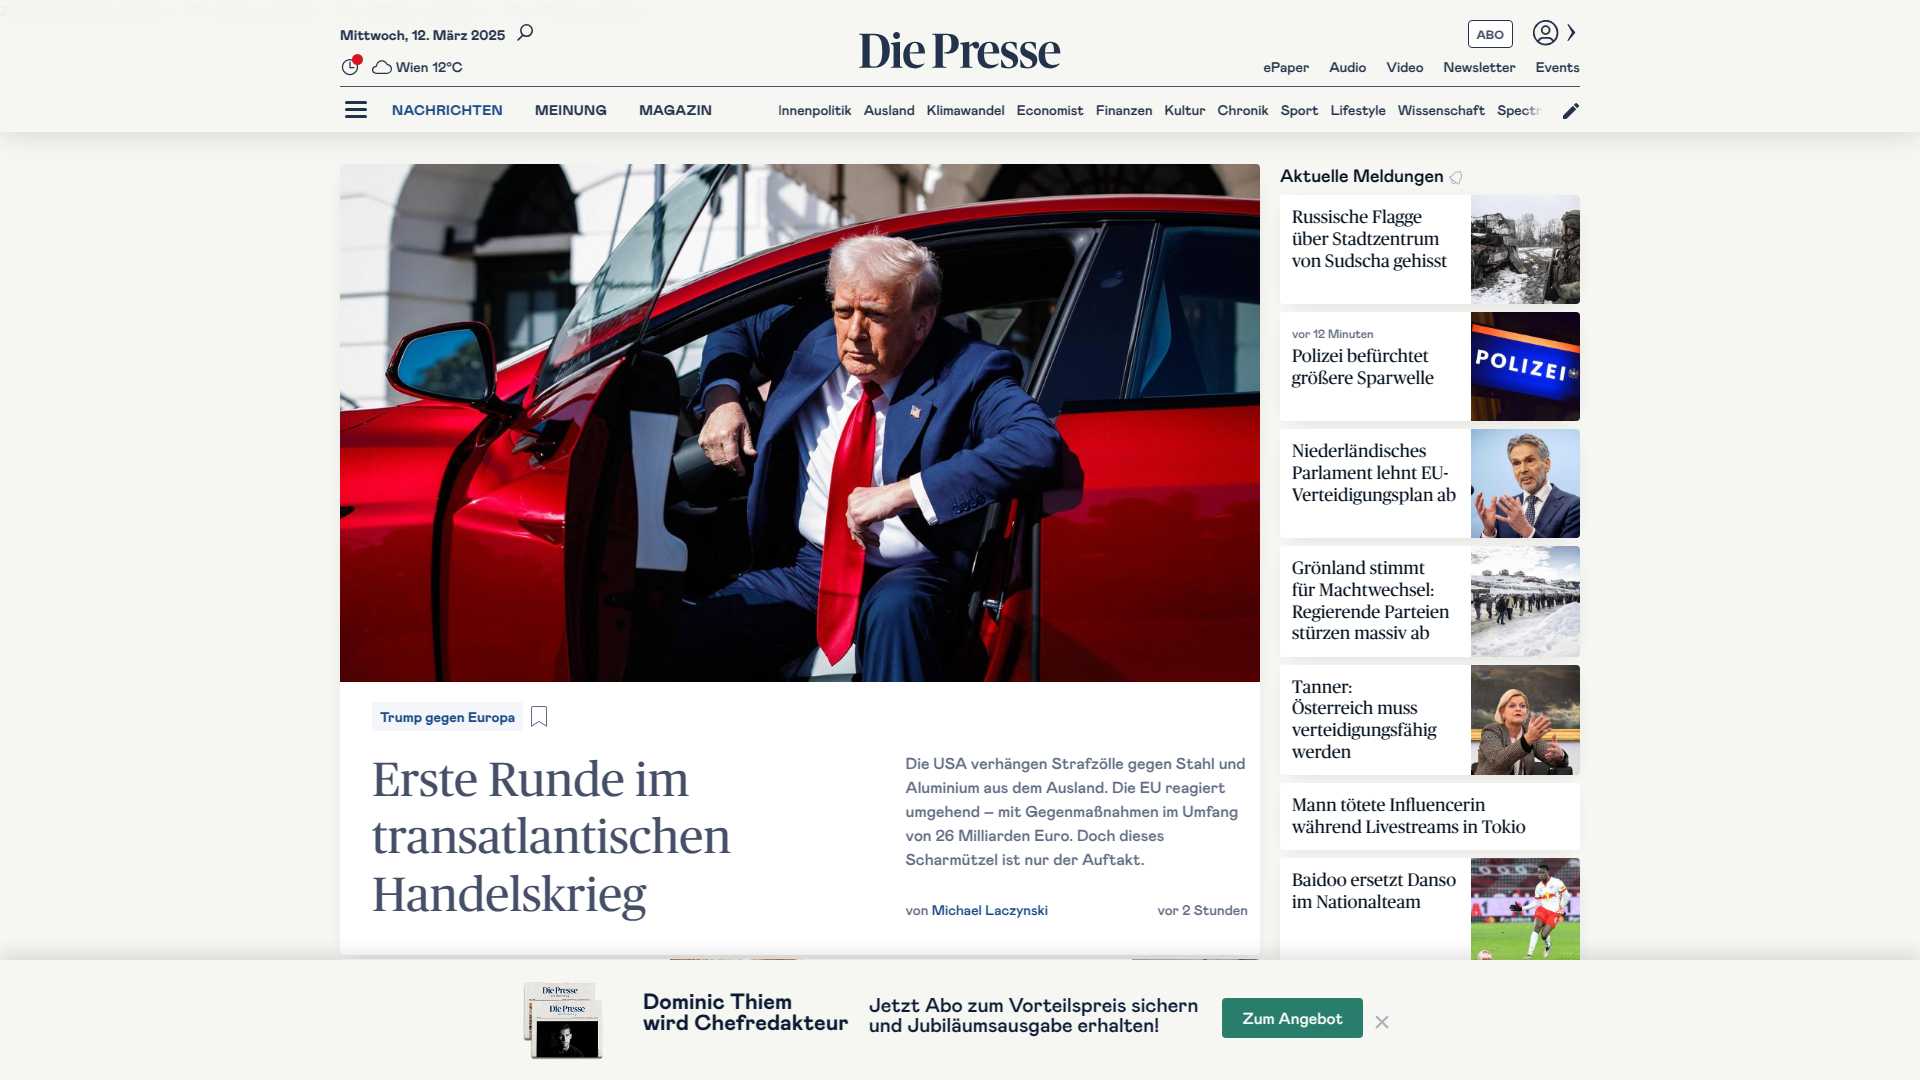 Mittwoch, 12. März 2025
Wien 12°C
Die Presse
ABO
ePaper Audio Video Newsletter Events
NACHRICHTEN MEINUNG MAGAZIN
Innenpolitik Ausland Klimawandel Economist Finanzen Kultur Chronik Sport Lifestyle Wissenschaft Spectr
Trump gegen Europa
Erste Runde im
transatlantischen
Handelskrieg
Die USA verhängen Strafzölle gegen Stahl und
Aluminium aus dem Ausland. Die EU reagiert
umgehend – mit Gegenmaßnahmen im Umfang
von 26 Milliarden Euro. Doch dieses
Scharmützel ist nur der Auftakt.
von Michael Laczynski
vor 2 Stunden
Aktuelle Meldungen
Russische Flagge
über Stadtzentrum
von Sudscha gehisst
vor 12 Minuten
Polizei befürchtet
größere Sparwelle
POLIZEI
Niederländisches
Parlament lehnt EU-
Verteidigungsplan ab
Grönland stimmt
für Machtwechsel:
Regierende Parteien
stürzen massiv ab
Tanner:
Österreich muss
verteidigungsfähig
werden
Mann tötete Influencerin
während Livestreams in Tokio
Baidoo ersetzt Danso
im Nationalteam
Die Presse
Die Presse
Dominic Thiem
wird Chefredakteur
Jetzt Abo zum Vorteilspreis sichern
und Jubiläumsausgabe erhalten!
Zum Angebot